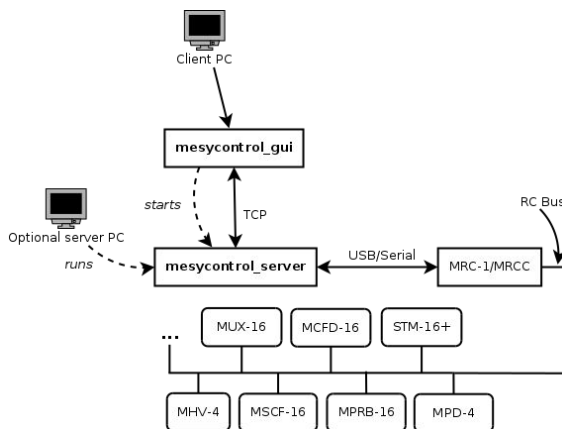 Client PC
mesycontrol_gui
starts
TCP
RC Bus
Optional server PC
runs
mesycontrol_server
USB/Serial
MRC-1/MRCC
...
MUX-16
MCFD-16
STM-16+
MHV-4
MSCF-16
MPRB-16
MPD-4